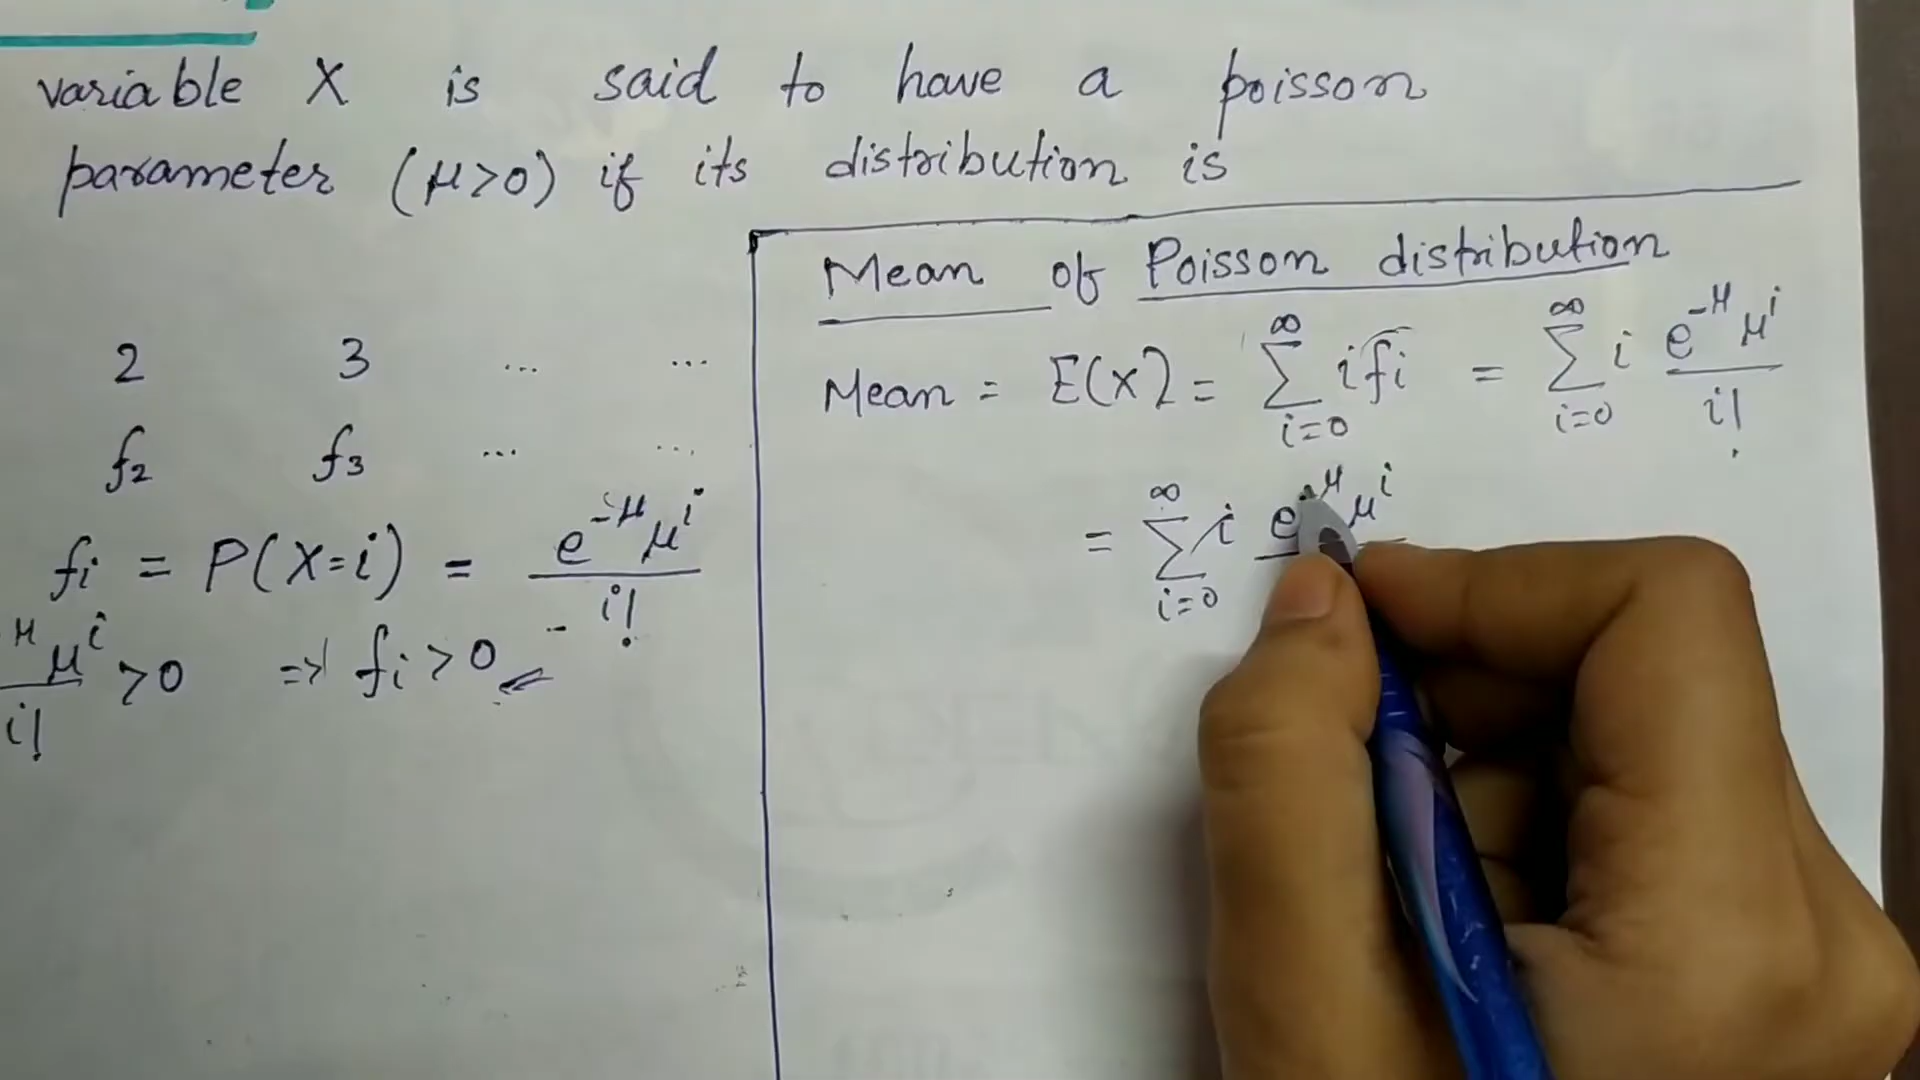 variable X is said to have a poisson
parameter (μ>0) if its distribution is
2 3 ... ...
f₂ f₃ ... ...
fi = P(X=i) = e^-μ μ^i / i!
μ μ^i / i! >0 => fi >0
Mean of Poisson distribution
Mean = E(X) = ∞ Σ i=0 i fi = ∞ Σ i=0 i e^-μ μ^i / i!
= ∞ Σ i=0 i e μ μ^i